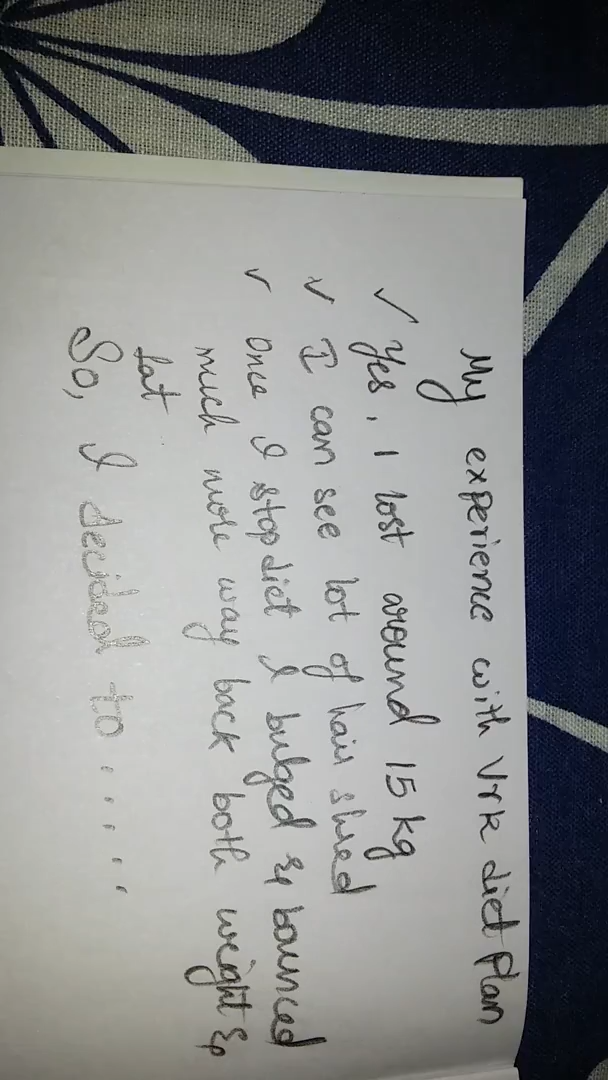 My experience with Vrk diet plan
✓ Yes, I lost around 15 kg
✓ I can see lot of hair shred
✓ Once I stop diet I bulged & bounced
much more way back both weight &
fat
So, I decided to ......